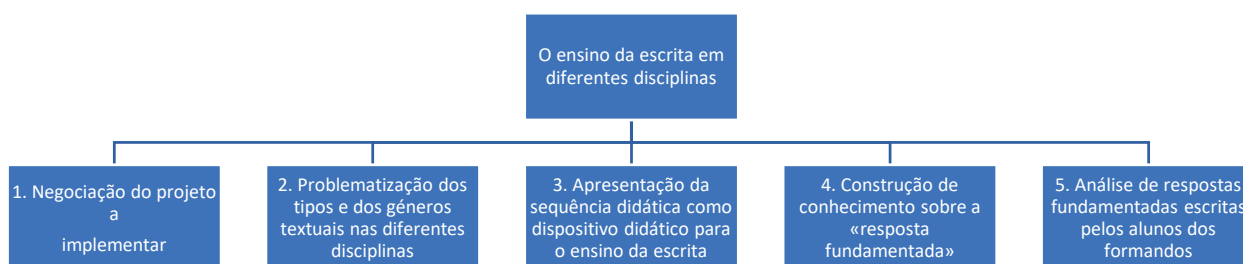 O ensino da escrita em
diferentes disciplinas
1. Negociação do projeto
a
implementar
2. Problematização dos
tipos e dos géneros
textuais nas diferentes
disciplinas
3. Apresentação da
sequência didática como
dispositivo didático para
o ensino da escrita
4. Construção de
conhecimento sobre a
«resposta
fundamentada»
5. Análise de respostas
fundamentadas escritas
pelos alunos dos
formandos